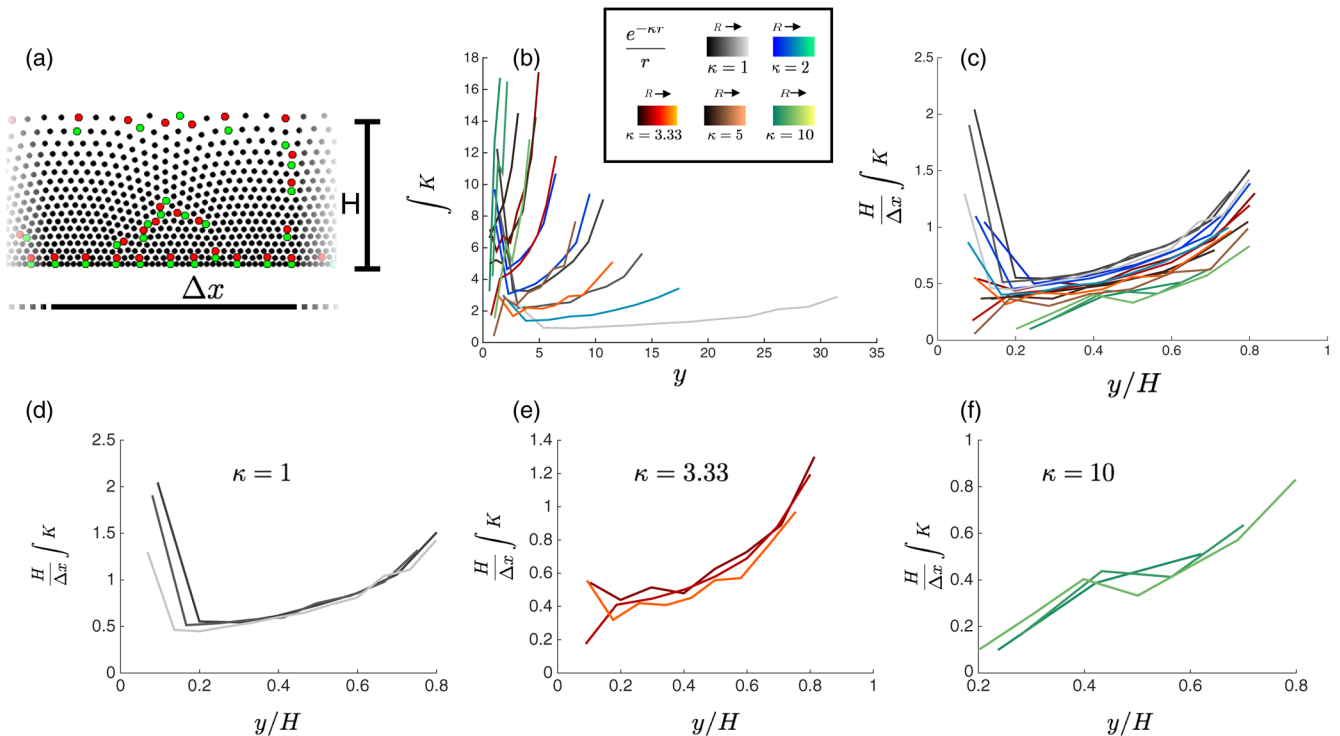 (a)
H
Δx
(b)
18
16
14
12
10
8
6
4
2
0
0 5 10 15 20 25 30 35
∫ K
y
e^{-κr} / r
R → R →
κ = 1 κ = 2
R → R → R →
κ = 3.33 κ = 5 κ = 10
(c)
2.5
2
1.5
1
0.5
0
0 0.2 0.4 0.6 0.8 1
H/Δx ∫ K
y/H
(d)
2.5
2
1.5
1
0.5
0
0 0.2 0.4 0.6 0.8
κ = 1
H/Δx ∫ K
y/H
(e)
1.4
1.2
1
0.8
0.6
0.4
0.2
0
0 0.2 0.4 0.6 0.8 1
κ = 3.33
H/Δx ∫ K
y/H
(f)
1
0.8
0.6
0.4
0.2
0
0.2 0.4 0.6 0.8
κ = 10
H/Δx ∫ K
y/H